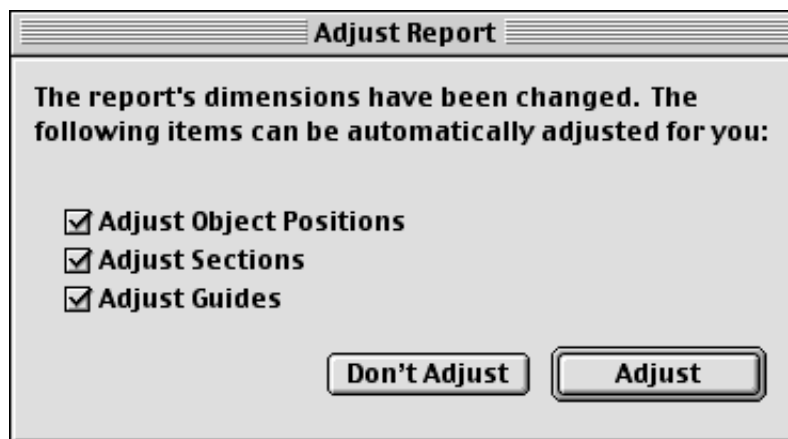 Adjust Report
The report's dimensions have been changed. The
following items can be automatically adjusted for you:
Adjust Object Positions
Adjust Sections
Adjust Guides
Don't Adjust Adjust